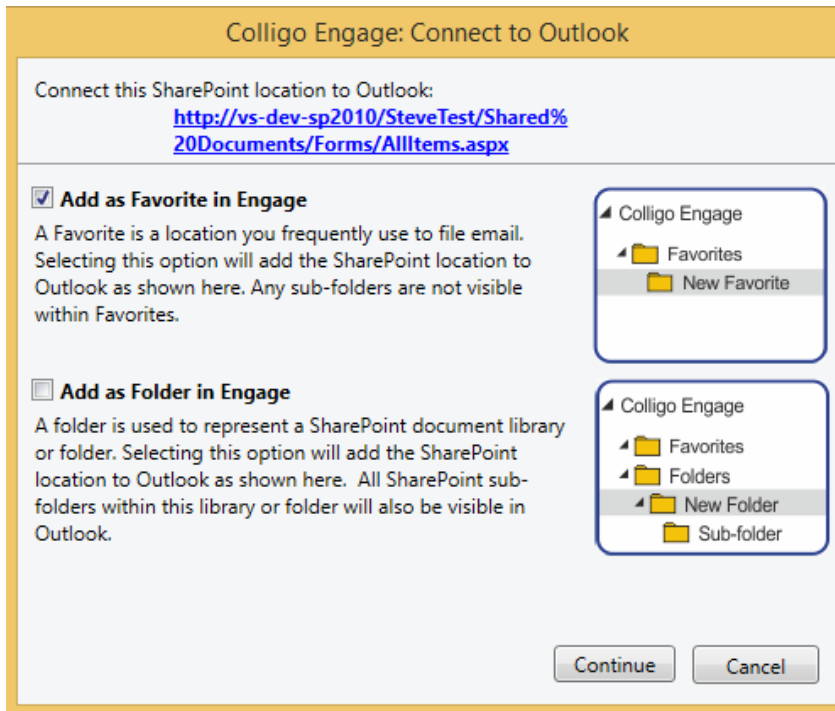 Colligo Engage: Connect to Outlook
Connect this SharePoint location to Outlook:
http://vs-dev-sp2010/SteveTest/Shared%
20Documents/Forms/AllItems.aspx
Add as Favorite in Engage
A Favorite is a location you frequently use to file email.
Selecting this option will add the SharePoint location to
Outlook as shown here. Any sub-folders are not visible
within Favorites.
Colligo Engage
Favorites
New Favorite
Add as Folder in Engage
A folder is used to represent a SharePoint document library
or folder. Selecting this option will add the SharePoint
location to Outlook as shown here.  All SharePoint sub-
folders within this library or folder will also be visible in
Outlook.
Colligo Engage
Favorites
Folders
New Folder
Sub-folder
Continue
Cancel